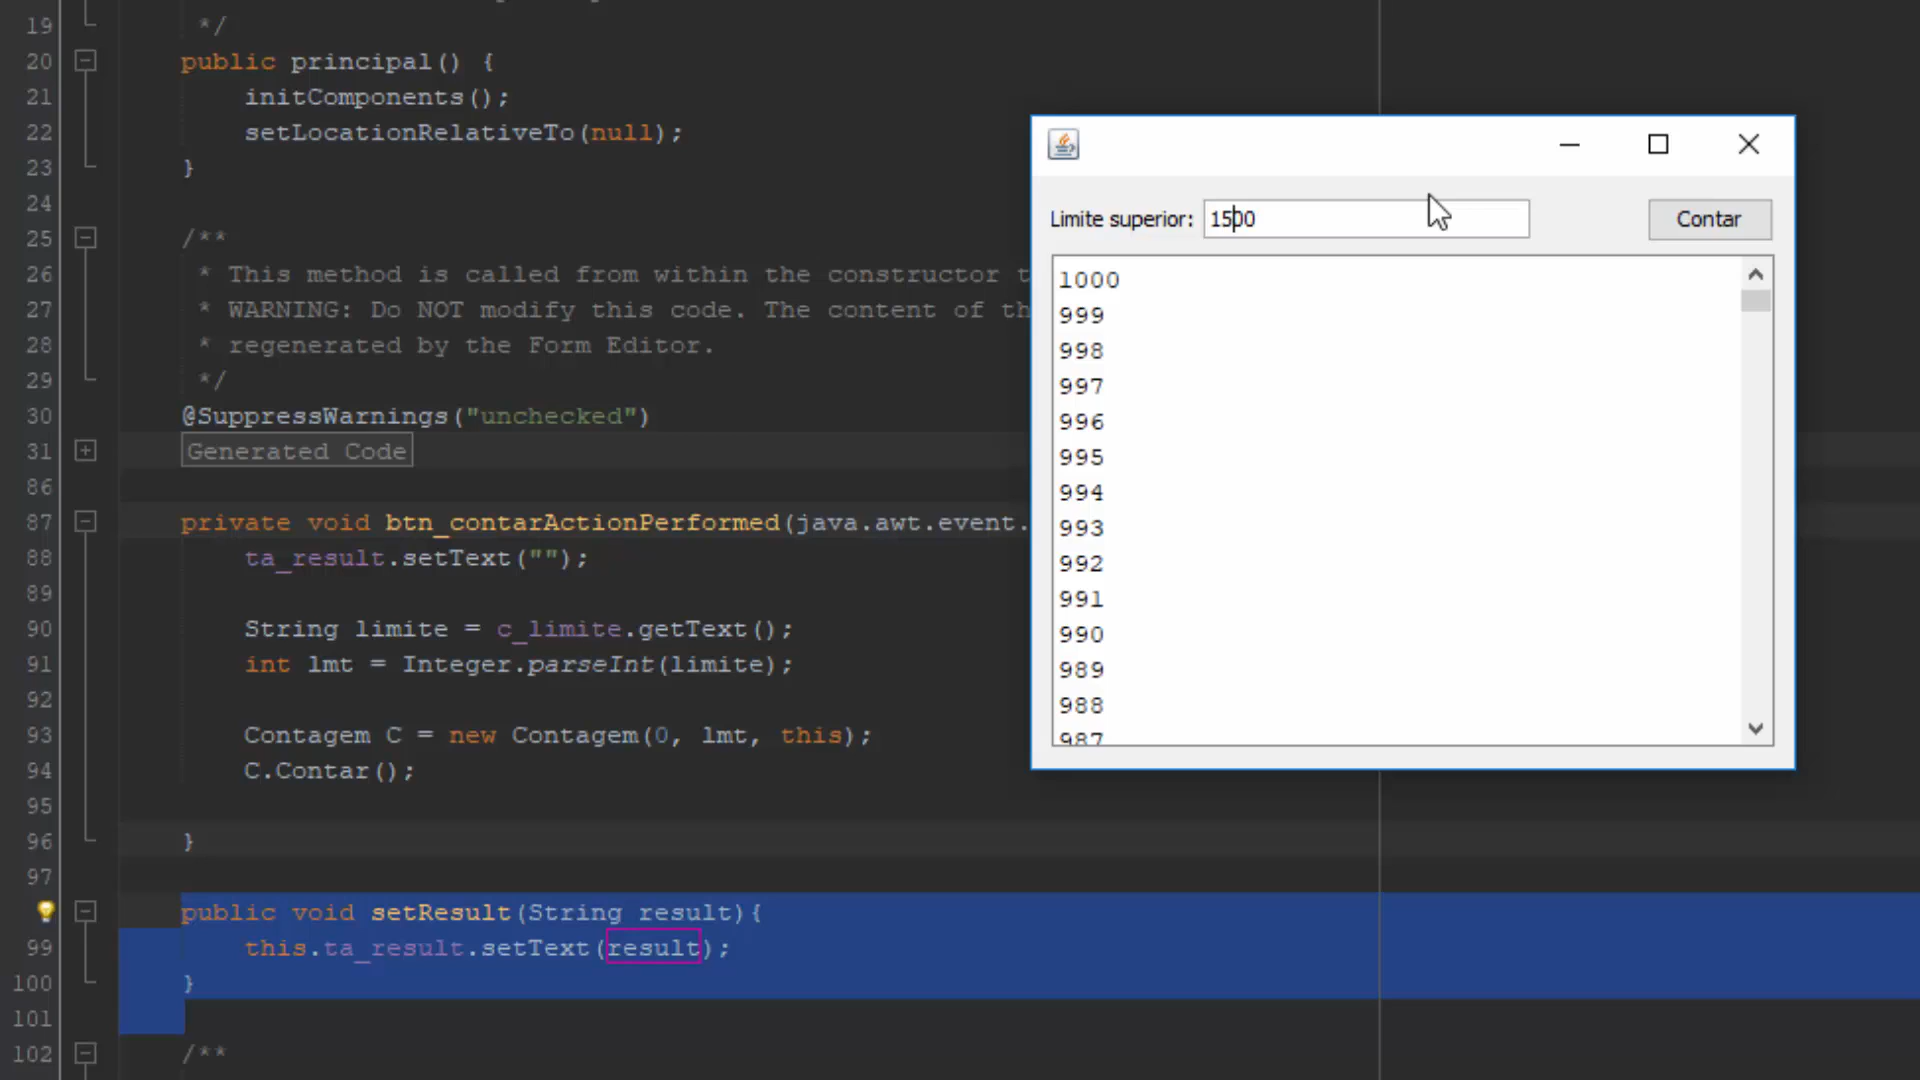 19 */
20 public principal() {
21 initComponents();
22 setLocationRelativeTo(null);
23 }
24
25 /**
26 * This method is called from within the constructor t
27 * WARNING: Do NOT modify this code. The content of th
28 * regenerated by the Form Editor.
29 */
30 @SuppressWarnings("unchecked")
31 Generated Code
86
87 private void btn_contarActionPerformed(java.awt.event.
88 ta_result.setText("");
89
90 String limite = c_limite.getText();
91 int lmt = Integer.parseInt(limite);
92
93 Contagem C = new Contagem(0, lmt, this);
94 C.Contar();
95
96 }
97
public void setResult(String result){
99 this.ta_result.setText(result);
100 }
101
102 /**
Limite superior: 1500 Contar
1000
999
998
997
996
995
994
993
992
991
990
989
988
987